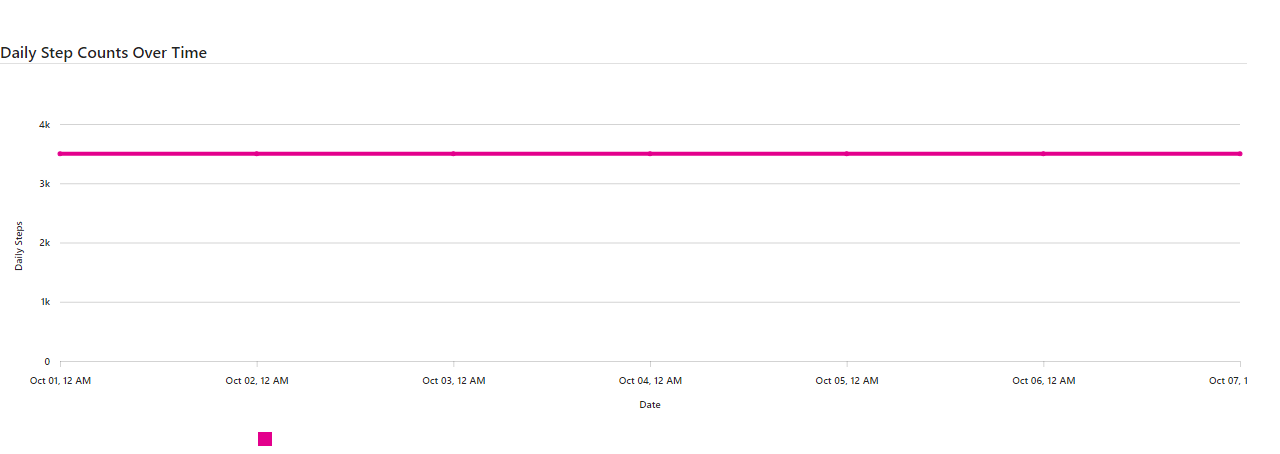 Daily Step Counts Over Time
4k
3k
2k
1k
0
Daily Steps
Oct 01, 12 AM
Oct 02, 12 AM
Oct 03, 12 AM
Oct 04, 12 AM
Oct 05, 12 AM
Oct 06, 12 AM
Oct 07, 1
Date